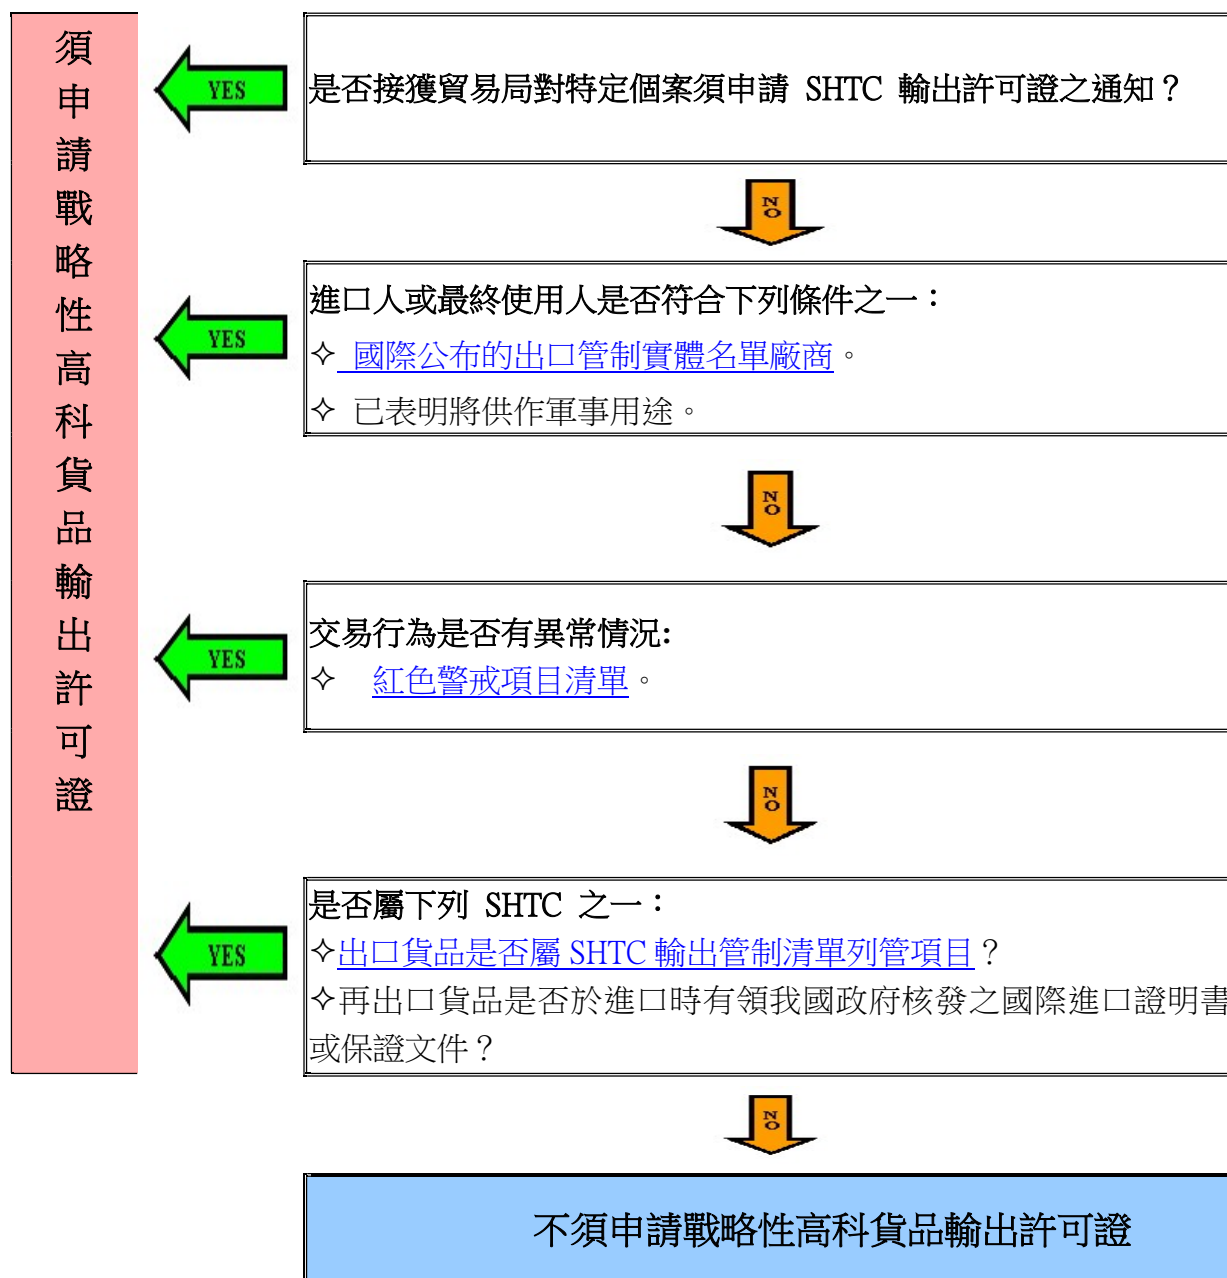 須申請戰略性高科貨品輸出許可證
YES
是否接獲貿易局對特定個案須申請 SHTC 輸出許可證之通知？
NO
進口人或最終使用人是否符合下列條件之一：
YES
✧ 國際公布的出口管制實體名單廠商。
✧ 已表明將供作軍事用途。
NO
交易行為是否有異常情況:
YES
✧ 紅色警戒項目清單。
NO
是否屬下列 SHTC 之一：
YES
✧出口貨品是否屬 SHTC 輸出管制清單列管項目？
✧再出口貨品是否於進口時有領我國政府核發之國際進口證明書
或保證文件？
NO
不須申請戰略性高科貨品輸出許可證